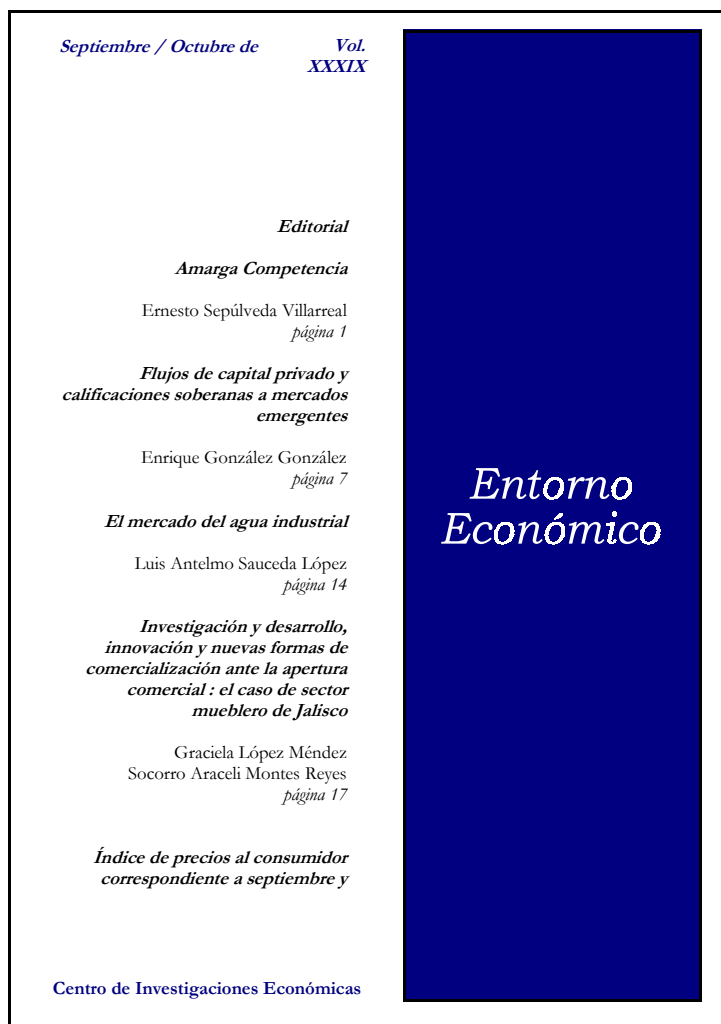 Septiembre / Octubre de
Vol.
XXXIX
Editorial
Amarga Competencia
Ernesto Sepúlveda Villarreal
página 1
Flujos de capital privado y
calificaciones soberanas a mercados
emergentes
Enrique González González
página 7
El mercado del agua industrial
Luis Antelmo Sauceda López
página 14
Investigación y desarrollo,
innovación y nuevas formas de
comercialización ante la apertura
comercial : el caso de sector
mueblero de Jalisco
Graciela López Méndez
Socorro Araceli Montes Reyes
página 17
Índice de precios al consumidor
correspondiente a septiembre y
Centro de Investigaciones Económicas
Entorno
Económico